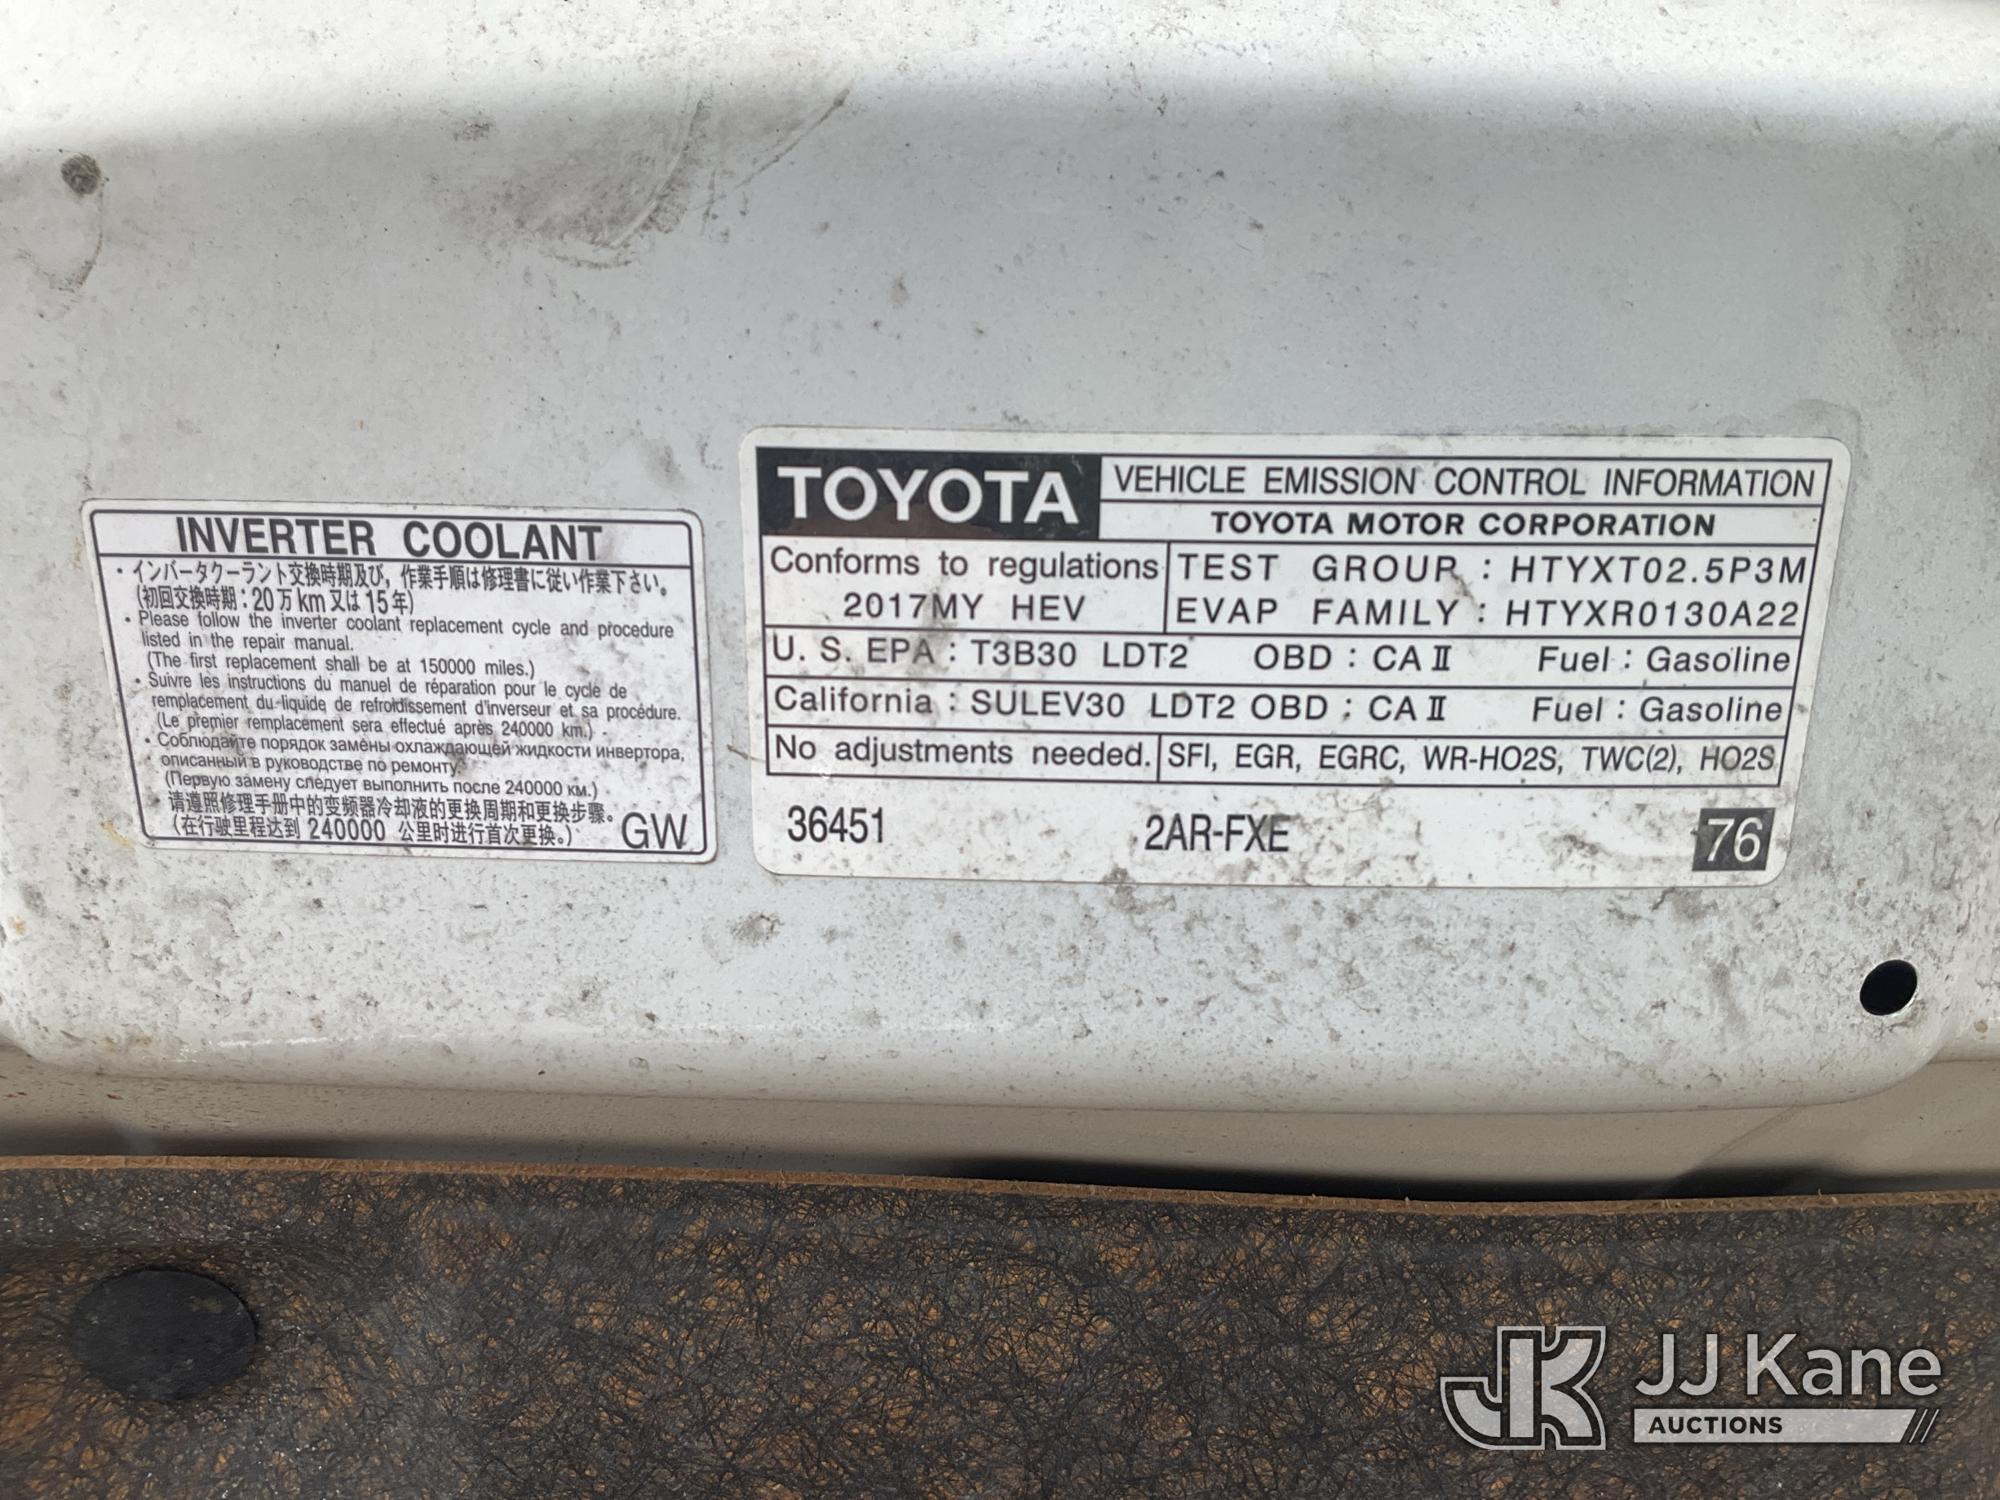 INVERTER COOLANT
・インバータクーラント交換時期及び，作業手順は修理書に従い作業下さい。
(初回交換時期：20万km又は15年)
・Please follow the inverter coolant replacement cycle and procedure
listed in the repair manual.
(The first replacement shall be at 150000 miles.)
・Suivre les instructions du manuel de réparation pour le cycle de
remplacement du liquide de refroidissement d'inverseur et sa procédure.
(Le premier remplacement sera effectué après 240000 km.)
・Соблюдайте порядок замены охлаждающей жидкости инвертора,
описанный в руководстве по ремонту.
(Первую замену следует выполнить после 240000 км.)
・请遵照修理手册中的变频器冷却液的更换周期和更换步骤。
(在行驶里程达到 240000 公里时进行首次更换。)
GW
TOYOTA
VEHICLE EMISSION CONTROL INFORMATION
TOYOTA MOTOR CORPORATION
Conforms to regulations
2017MY HEV
TEST GROUP : HTYXT02.5P3M
EVAP FAMILY : HTYXR0130A22
U. S. EPA : T3B30 LDT2 OBD : CAⅡ Fuel : Gasoline
California : SULEV30 LDT2 OBD : CAⅡ Fuel : Gasoline
No adjustments needed.
SFI, EGR, EGRC, WR-HO2S, TWC(2), HO2S
36451 2AR-FXE 76
JK
JJ Kane
AUCTIONS